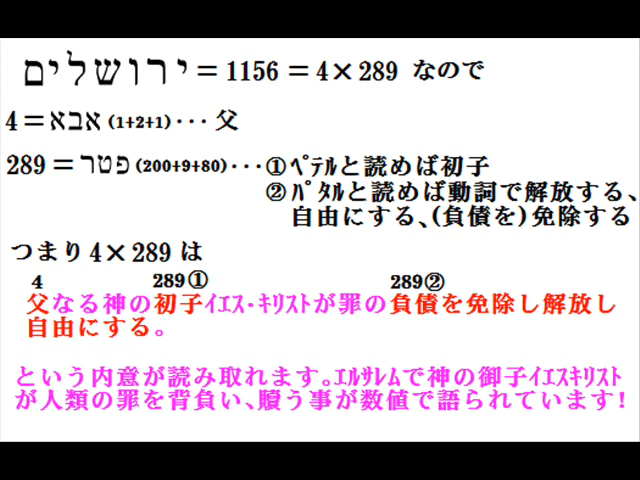 ירושלים＝1156＝4×289 なので
4＝אבא(1+2+1)･･･ 父
289＝פטר(200+9+80)･･･①ﾍﾟﾃﾙと読めば初子
②ﾊﾟﾀﾙと読めば動詞で解放する、
自由にする、(負債を)免除する
つまり4×289は
4 289① 289②
父なる神の初子ｲｴｽ･ｷﾘｽﾄが罪の負債を免除し解放し
自由にする。
という内意が読み取れます。ｴﾙｻﾚﾑで神の御子ｲｴｽｷﾘｽﾄ
が人類の罪を背負い、贖う事が数値で語られています！